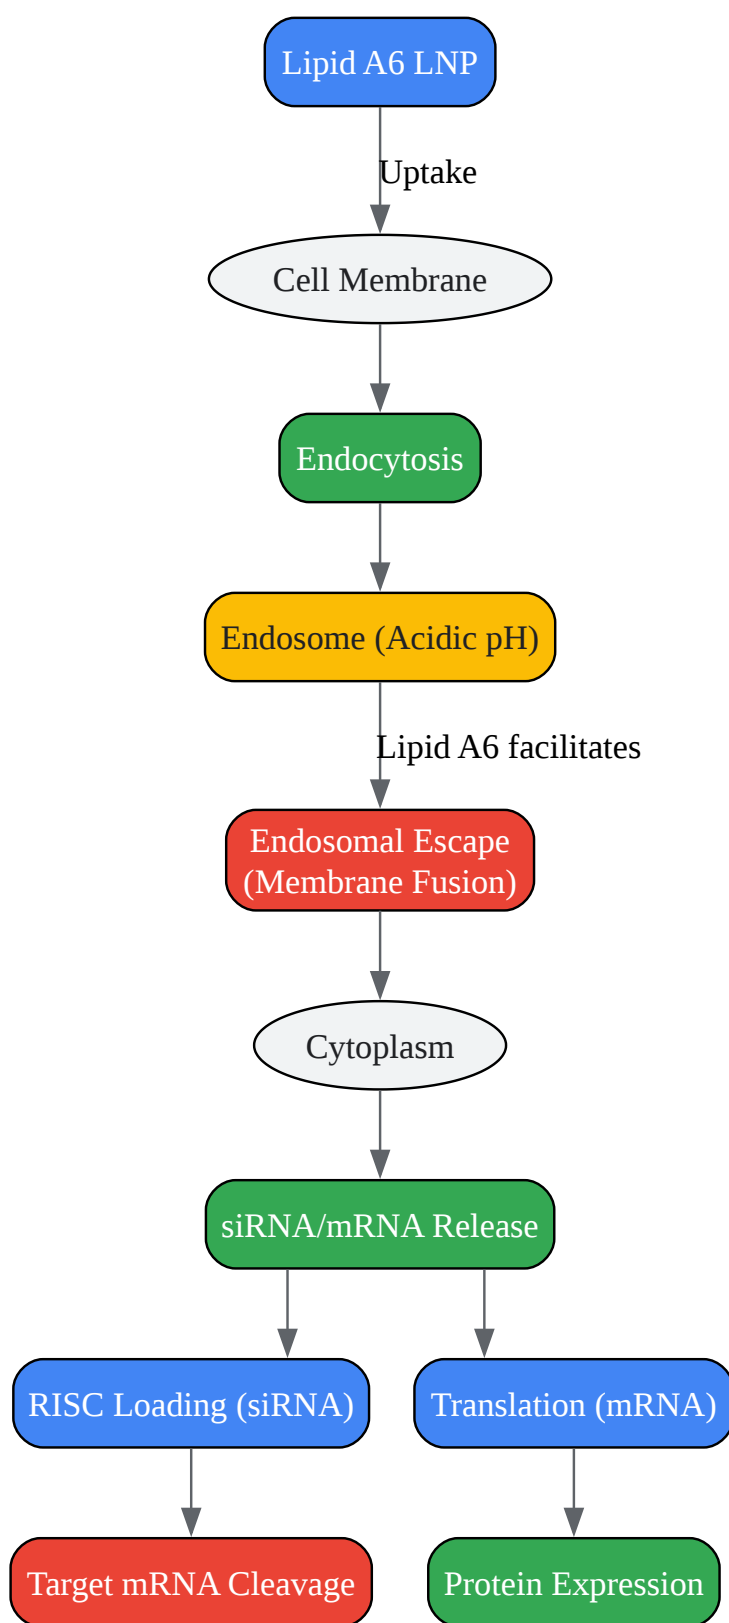 Lipid A6 LNP
Uptake
Cell Membrane
Endocytosis
Endosome (Acidic pH)
Lipid A6 facilitates
Endosomal Escape
(Membrane Fusion)
Cytoplasm
siRNA/mRNA Release
RISC Loading (siRNA)
Translation (mRNA)
Target mRNA Cleavage
Protein Expression